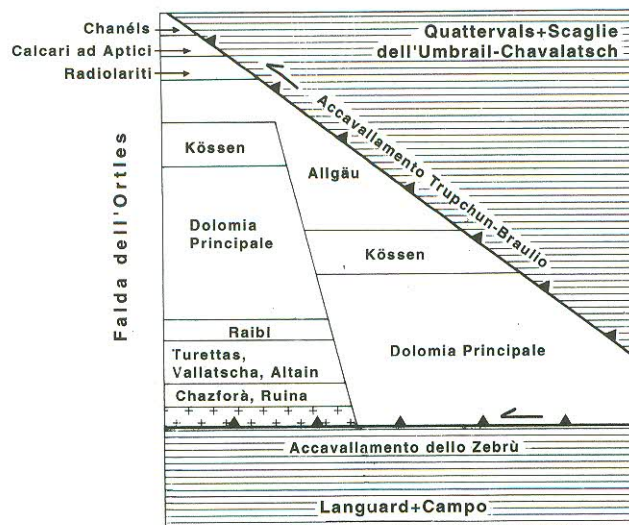 Chanéls
Calcari ad Aptici
Radiolariti
Quattervals+Scaglie
dell'Umbrail-Chavalatsch
Accavallamento Trupchun-Braulio
Falda dell'Ortles
Kössen
Allgäu
Dolomia
Principale
Kössen
Raibl
Turettas,
Vallatscha, Altain
Dolomia Principale
Chazforà, Ruina
Accavallamento dello Zebrù
Languard+Campo